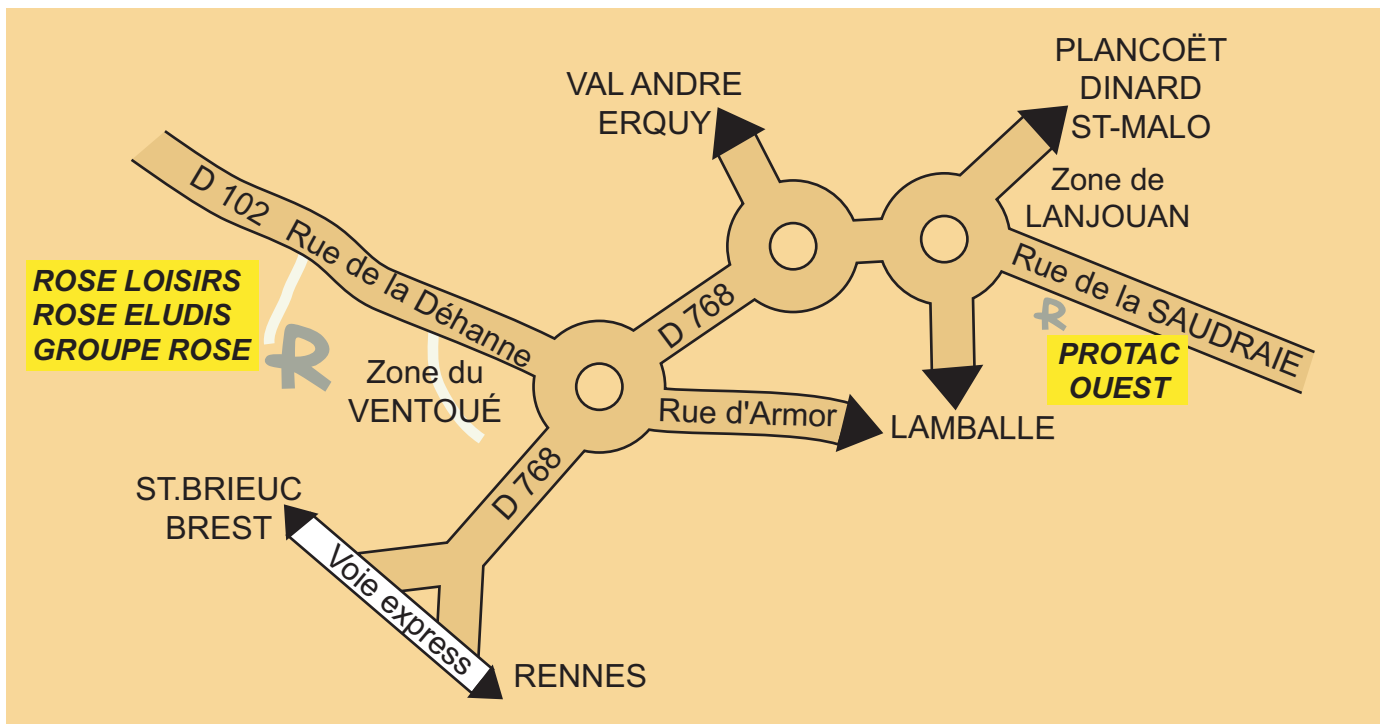 PLANCOËT
DINARD
ST-MALO
VAL ANDRE
ERQUY
Zone de
LANJOUAN
D 102 Rue de la Déhanne
ROSE LOISIRS
ROSE ELUDIS
GROUPE ROSE
R
Zone du
VENTOUÉ
D 768
Rue de la SAUDRAIE
R
PROTAC
OUEST
Rue d'Armor
LAMBALLE
D 768
ST.BRIEUC
BREST
Voie express
RENNES